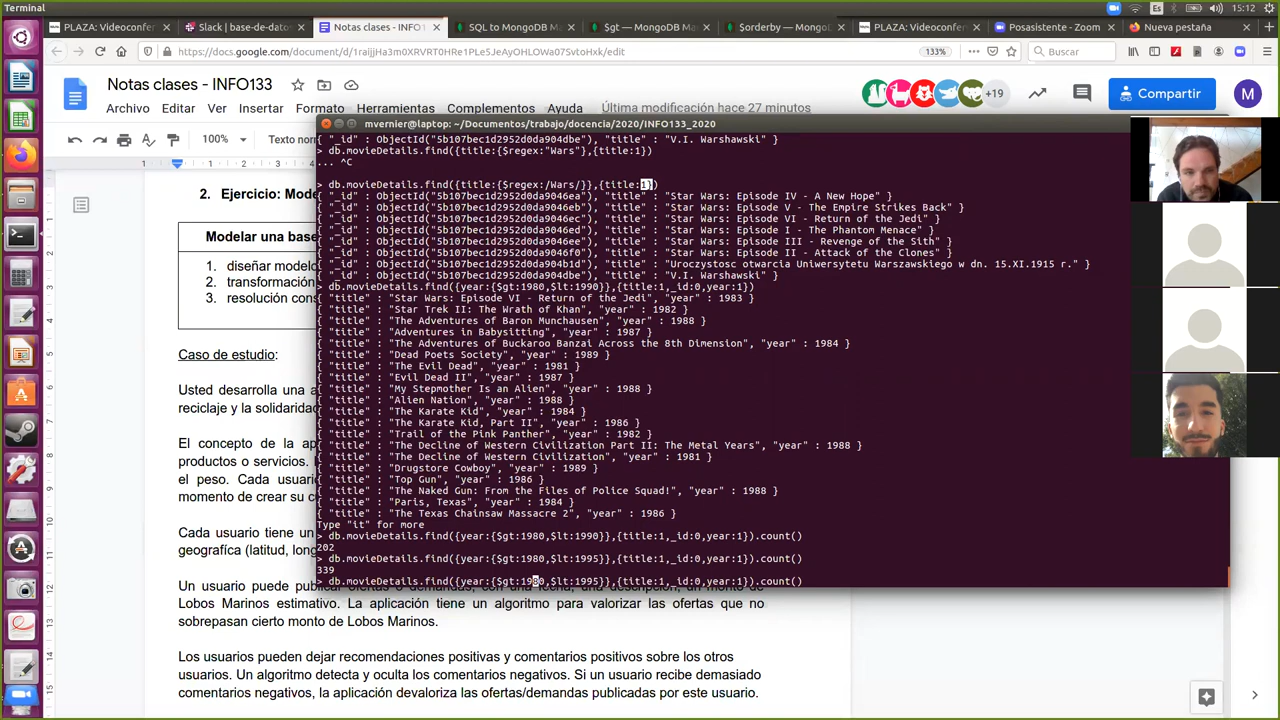 Terminal
Es
15:12
PLAZA: Videoconfer
Slack | base-de-datos
Notas clases - INFO1
SQL to MongoDB M
$gt — MongoDB M
$orderby — MongoD
PLAZA: Videoconfer
Posasistente - Zoom
Nueva pestaña
133%
Buscar
Notas clases - INFO133
Archivo Editar Ver Insertar Formato Herramientas Complementos Ayuda
Última modificación hace 27 minutos
+19
Compartir
M
100%
Texto norm
mvernier@laptop: ~/Documentos/trabajo/docencia/2020/INFO133_2020
{ "_id" : ObjectId("5b107bec1d2952d0da904dbe"), "title" : "V.I. Warshawski" }
> db.movieDetails.find({title:{$regex:"Wars"},{title:1})
... ^C
> db.movieDetails.find({title:{$regex:/Wars/}},{title:1})
{ "_id" : ObjectId("5b107bec1d2952d0da9046ea"), "title" : "Star Wars: Episode IV - A New Hope" }
{ "_id" : ObjectId("5b107bec1d2952d0da9046eb"), "title" : "Star Wars: Episode V - The Empire Strikes Back" }
{ "_id" : ObjectId("5b107bec1d2952d0da9046ec"), "title" : "Star Wars: Episode VI - Return of the Jedi" }
{ "_id" : ObjectId("5b107bec1d2952d0da9046ed"), "title" : "Star Wars: Episode I - The Phantom Menace" }
{ "_id" : ObjectId("5b107bec1d2952d0da9046ee"), "title" : "Star Wars: Episode III - Revenge of the Sith" }
{ "_id" : ObjectId("5b107bec1d2952d0da9046f0"), "title" : "Star Wars: Episode II - Attack of the Clones" }
{ "_id" : ObjectId("5b107bec1d2952d0da904b1d"), "title" : "Uroczystosc otwarcia Uniwersytetu Warszawskiego w dn. 15.XI.1915 r." }
{ "_id" : ObjectId("5b107bec1d2952d0da904dbe"), "title" : "V.I. Warshawski" }
> db.movieDetails.find({year:{$gt:1980,$lt:1990}},{title:1,_id:0,year:1})
{ "title" : "Star Wars: Episode VI - Return of the Jedi", "year" : 1983 }
{ "title" : "Star Trek II: The Wrath of Khan", "year" : 1982 }
{ "title" : "The Adventures of Baron Munchausen", "year" : 1988 }
{ "title" : "Adventures in Babysitting", "year" : 1987 }
{ "title" : "The Adventures of Buckaroo Banzai Across the 8th Dimension", "year" : 1984 }
{ "title" : "Dead Poets Society", "year" : 1989 }
{ "title" : "The Evil Dead", "year" : 1981 }
{ "title" : "Evil Dead II", "year" : 1987 }
{ "title" : "My Stepmother Is an Alien", "year" : 1988 }
{ "title" : "Alien Nation", "year" : 1988 }
{ "title" : "The Karate Kid", "year" : 1984 }
{ "title" : "The Karate Kid, Part II", "year" : 1986 }
{ "title" : "Trail of the Pink Panther", "year" : 1982 }
{ "title" : "The Decline of Western Civilization Part II: The Metal Years", "year" : 1988 }
{ "title" : "The Decline of Western Civilization", "year" : 1981 }
{ "title" : "Drugstore Cowboy", "year" : 1989 }
{ "title" : "Top Gun", "year" : 1986 }
{ "title" : "The Naked Gun: From the Files of Police Squad!", "year" : 1988 }
{ "title" : "Paris, Texas", "year" : 1984 }
{ "title" : "The Texas Chainsaw Massacre 2", "year" : 1986 }
Type "it" for more
> db.movieDetails.find({year:{$gt:1980,$lt:1990}},{title:1,_id:0,year:1}).count()
202
> db.movieDetails.find({year:{$gt:1980,$lt:1995}},{title:1,_id:0,year:1}).count()
339
> db.movieDetails.find({year:{$gt:1980,$lt:1995}},{title:1,_id:0,year:1}).count()
2. Ejercicio: Mode
Modelar una base
1. diseñar modelo
2. transformación
3. resolución con
Caso de estudio:
Usted desarrolla una a
reciclaje y la solidaridad
El concepto de la ap
productos o servicios.
el peso. Cada usuario
momento de crear su c
Cada usuario tiene un
geográfica (latitud, long
Un usuario puede
Lobos Marinos estimativo. La aplicación tiene un algoritmo para valorizar las ofertas que no
sobrepasan cierto monto de Lobos Marinos.
Los usuarios pueden dejar recomendaciones negativas y comentarios positivos sobre los otros
usuarios. Un algoritmo detecta y oculta los comentarios negativos. Si un usuario recibe demasiado
comentarios negativos, la aplicación devaloriza las ofertas/demandas publicadas por este usuario.